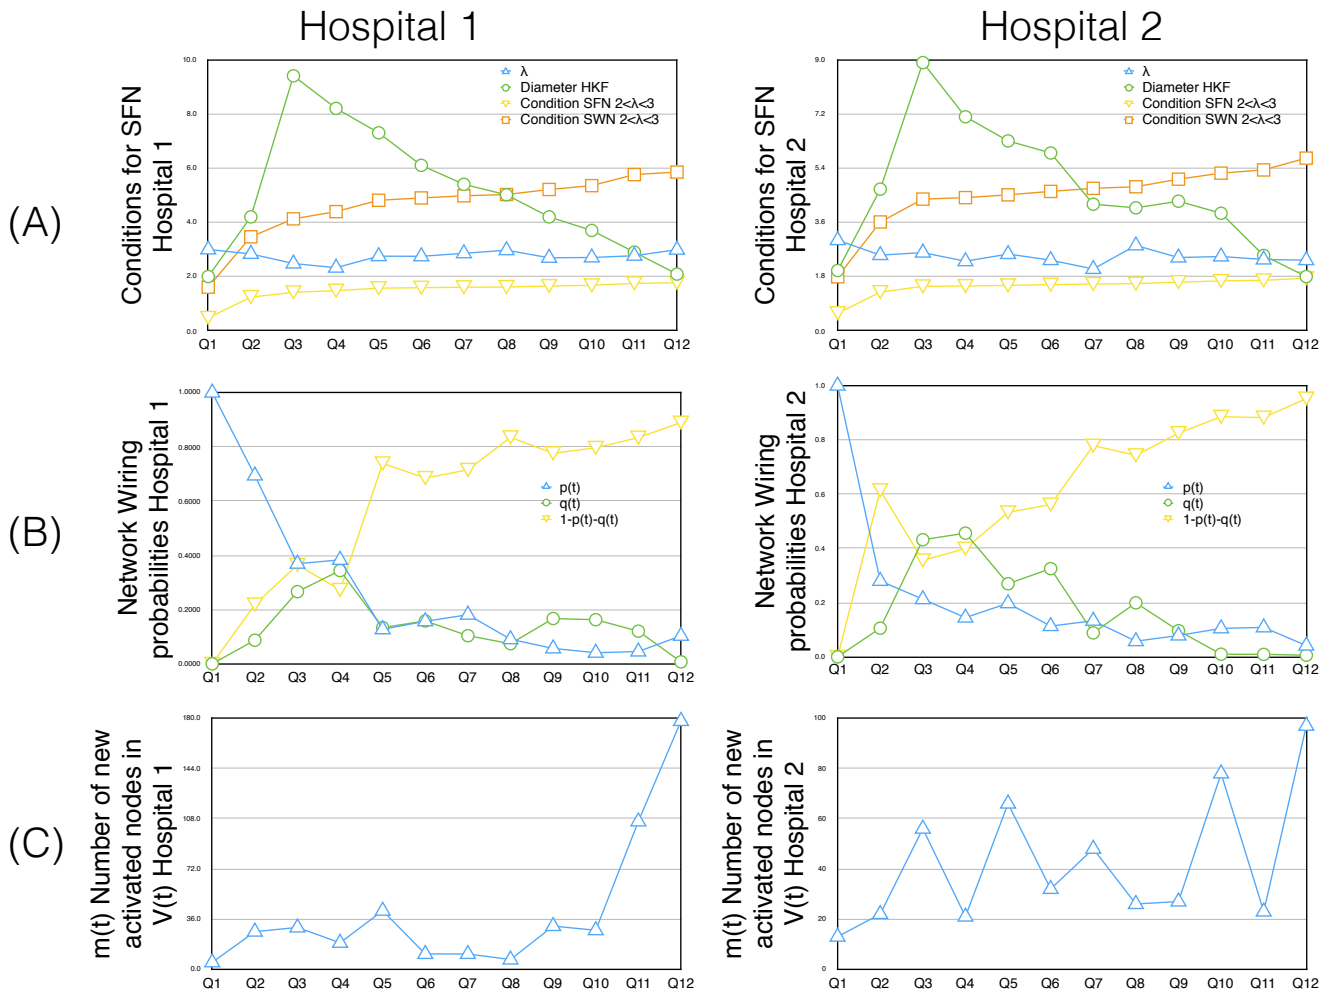 Hospital 1
Hospital 2
(A)
Conditions for SFN
Hospital 1
10.0
8.0
6.0
4.0
2.0
0.0
λ
Diameter HKF
Condition SFN 2<λ<3
Condition SWN 2<λ<3
Q1 Q2 Q3 Q4 Q5 Q6 Q7 Q8 Q9 Q10 Q11 Q12
Conditions for SFN
Hospital 2
9.0
7.2
5.4
3.6
1.8
0.0
λ
Diameter HKF
Condition SFN 2<λ<3
Condition SWN 2<λ<3
Q1 Q2 Q3 Q4 Q5 Q6 Q7 Q8 Q9 Q10 Q11 Q12
(B)
Network Wiring
probabilities Hospital 1
1.0000
0.8000
0.6000
0.4000
0.2000
0.0000
p(t)
q(t)
1-p(t)-q(t)
Q1 Q2 Q3 Q4 Q5 Q6 Q7 Q8 Q9 Q10 Q11 Q12
Network Wiring
probabilities Hospital 2
1.0
0.8
0.6
0.4
0.2
0.0
p(t)
q(t)
1-p(t)-q(t)
Q1 Q2 Q3 Q4 Q5 Q6 Q7 Q8 Q9 Q10 Q11 Q12
(C)
m(t) Number of new
activated nodes in
V(t) Hospital 1
180.0
144.0
108.0
72.0
36.0
0.0
Q1 Q2 Q3 Q4 Q5 Q6 Q7 Q8 Q9 Q10 Q11 Q12
m(t) Number of new
activated nodes in
V(t) Hospital 2
100
80
60
40
20
0
Q1 Q2 Q3 Q4 Q5 Q6 Q7 Q8 Q9 Q10 Q11 Q12